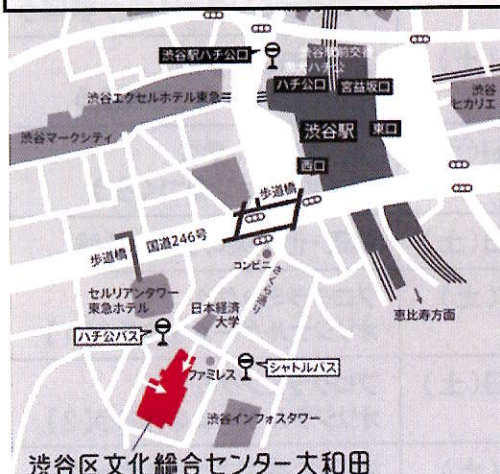 渋谷駅ハチ公口
ハチ公口
宮益坂口
渋谷エクセルホテル東急
渋谷
ヒカリエ
渋谷マークシティ
渋谷駅
東口
西口
歩道橋
国道246号
歩道橋
コンビニ
セルリアンタワー
東急ホテル
日本経済
大学
恵比寿方面
ハチ公バス
ファミレス
シャトルバス
渋谷インフォスタワー
渋谷区文化総合センター大和田